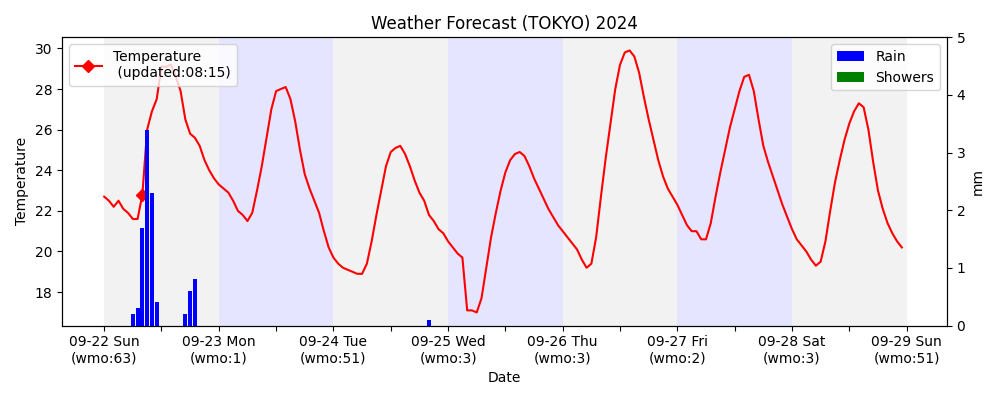 Weather Forecast (TOKYO) 2024
Temperature
(updated:08:15)
Rain
Showers
30
28
26
24
22
20
18
Temperature
5
4
3
2
1
0
mm
09-22 Sun
(wmo:63)
09-23 Mon
(wmo:1)
09-24 Tue
(wmo:51)
09-25 Wed
(wmo:3)
09-26 Thu
(wmo:3)
09-27 Fri
(wmo:2)
09-28 Sat
(wmo:3)
09-29 Sun
(wmo:51)
Date